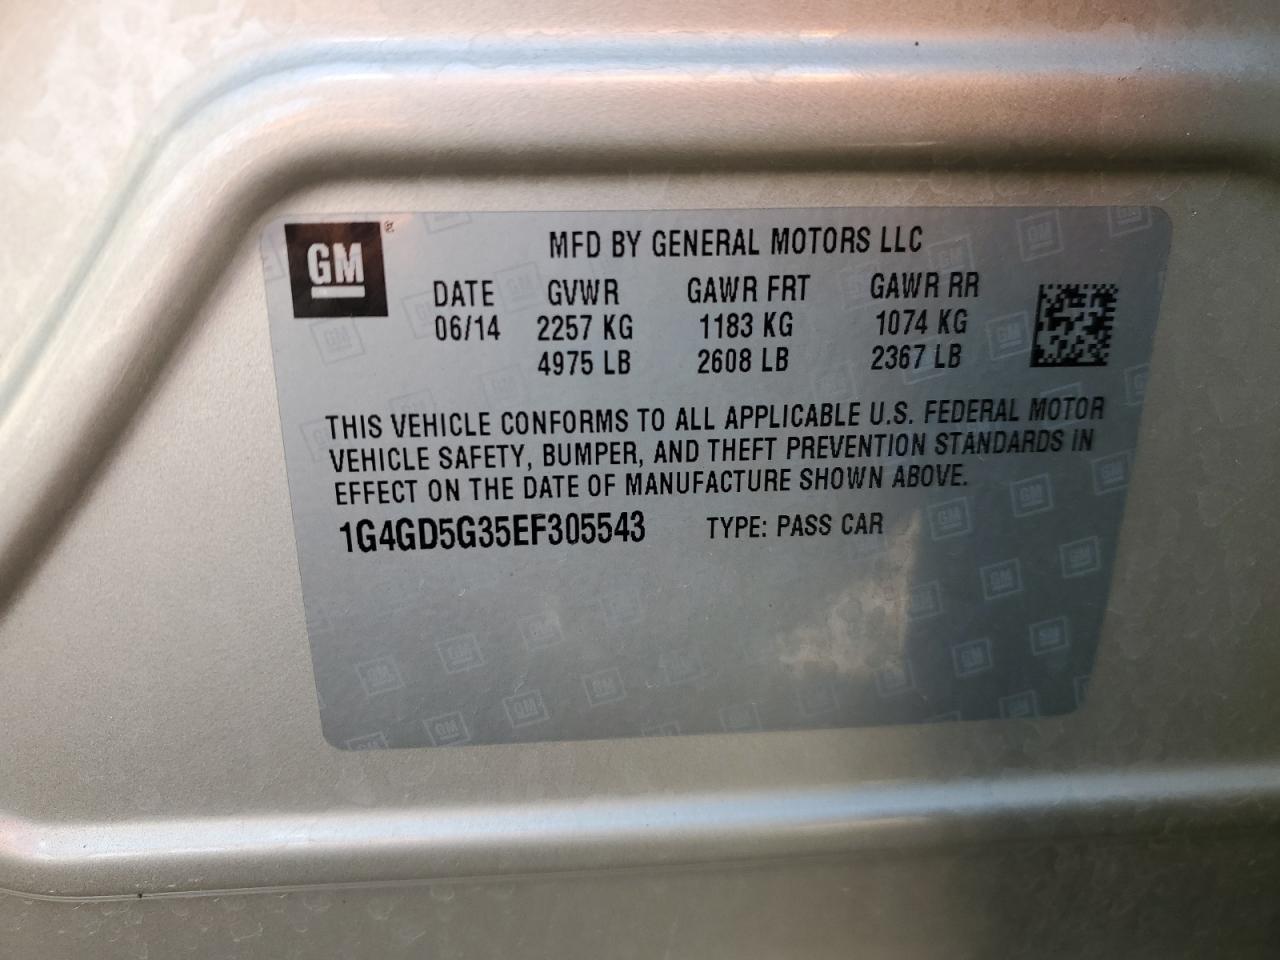 GM
MFD BY GENERAL MOTORS LLC
DATE GVWR GAWR FRT GAWR RR
06/14 2257 KG 1183 KG 1074 KG
4975 LB 2608 LB 2367 LB
THIS VEHICLE CONFORMS TO ALL APPLICABLE U.S. FEDERAL MOTOR
VEHICLE SAFETY, BUMPER, AND THEFT PREVENTION STANDARDS IN
EFFECT ON THE DATE OF MANUFACTURE SHOWN ABOVE.
1G4GD5G35EF305543 TYPE: PASS CAR